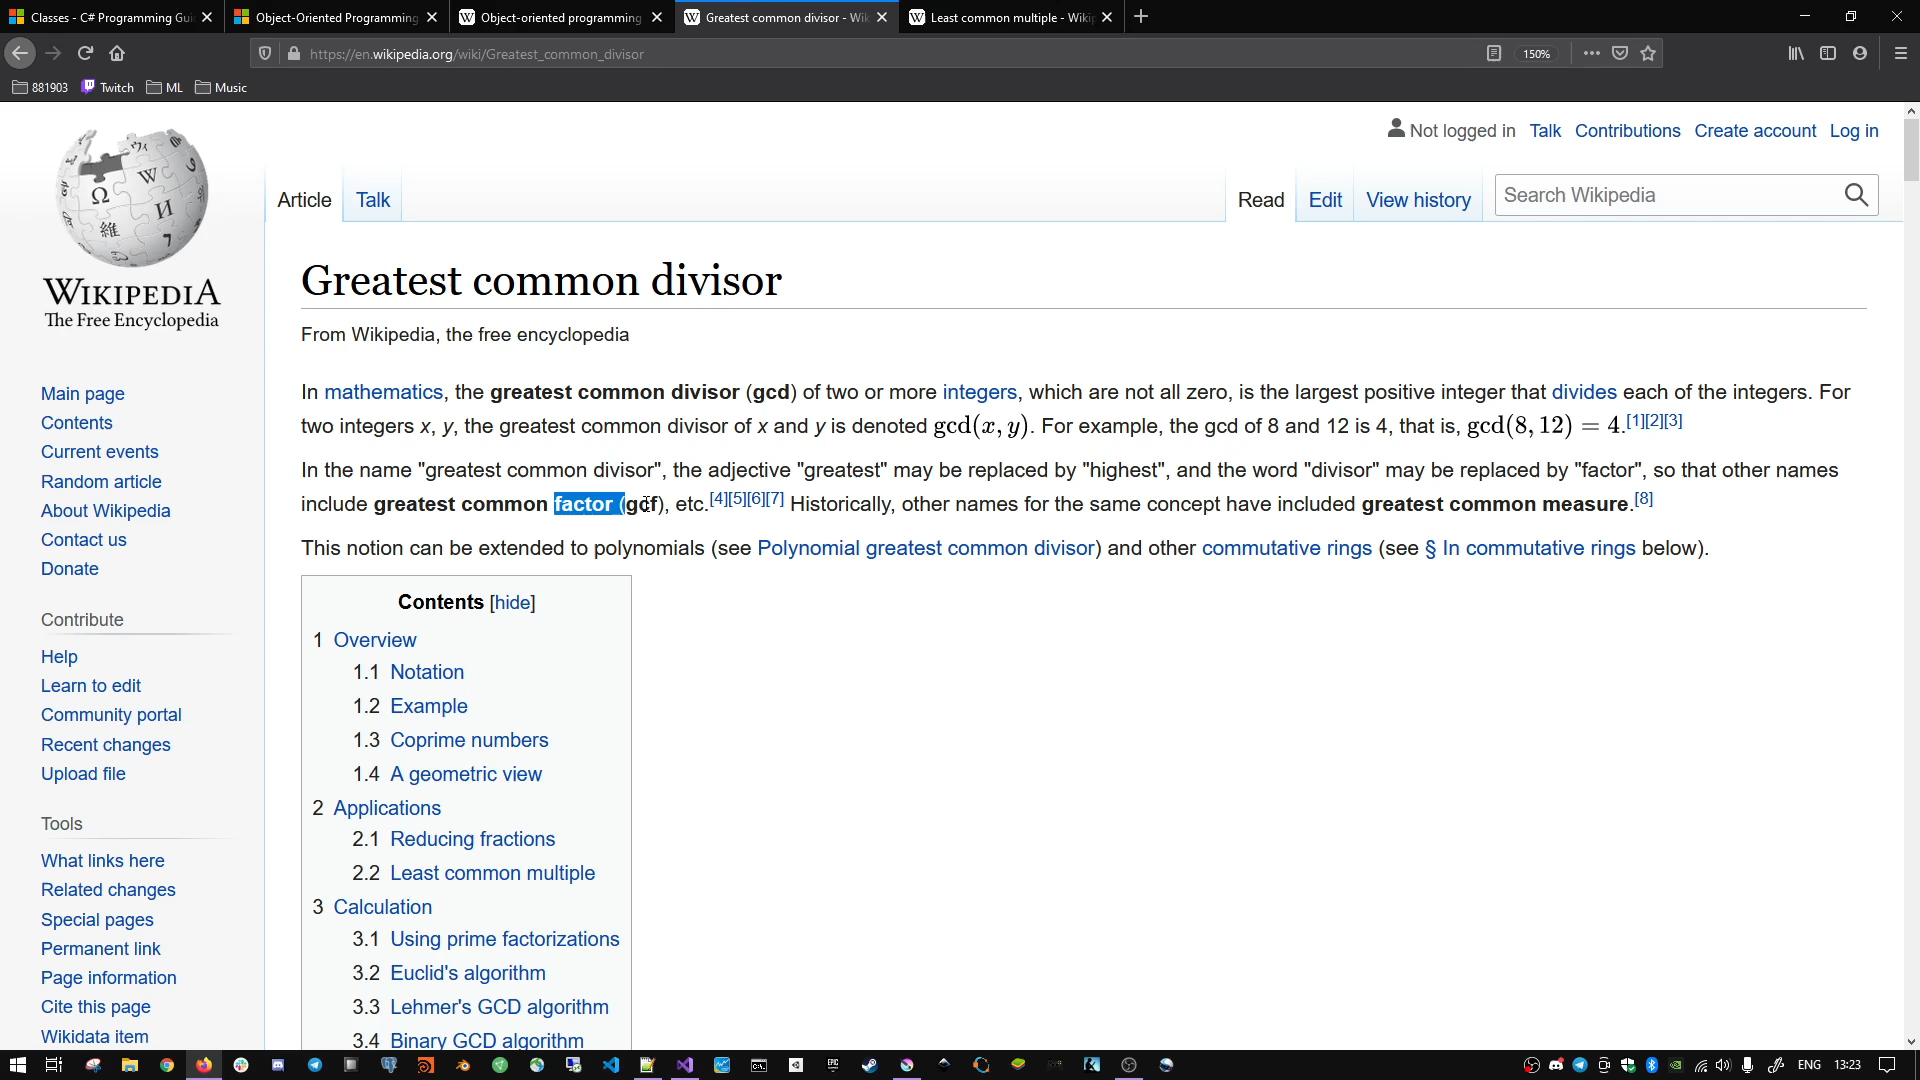 Classes - C# Programming Gui
Object-Oriented Programming
Object-oriented programming
Greatest common divisor - Wik
Least common multiple - Wiki
https://en.wikipedia.org/wiki/Greatest_common_divisor
150%
881903
Twitch
ML
Music
Not logged in
Talk
Contributions
Create account
Log in
Article
Talk
Read
Edit
View history
Search Wikipedia
WIKIPEDIA
The Free Encyclopedia
Greatest common divisor
From Wikipedia, the free encyclopedia
In mathematics, the greatest common divisor (gcd) of two or more integers, which are not all zero, is the largest positive integer that divides each of the integers. For
two integers x, y, the greatest common divisor of x and y is denoted gcd(x, y). For example, the gcd of 8 and 12 is 4, that is, gcd(8, 12) = 4.[1][2][3]
In the name "greatest common divisor", the adjective "greatest" may be replaced by "highest", and the word "divisor" may be replaced by "factor", so that other names
include greatest common factor (gcf), etc.[4][5][6][7] Historically, other names for the same concept have included greatest common measure.[8]
This notion can be extended to polynomials (see Polynomial greatest common divisor) and other commutative rings (see § In commutative rings below).
Main page
Contents
Current events
Random article
About Wikipedia
Contact us
Donate
Contribute
Help
Learn to edit
Community portal
Recent changes
Upload file
Tools
What links here
Related changes
Special pages
Permanent link
Page information
Cite this page
Wikidata item
Contents [hide]
1 Overview
1.1 Notation
1.2 Example
1.3 Coprime numbers
1.4 A geometric view
2 Applications
2.1 Reducing fractions
2.2 Least common multiple
3 Calculation
3.1 Using prime factorizations
3.2 Euclid's algorithm
3.3 Lehmer's GCD algorithm
3.4 Binary GCD algorithm
ENG
13:23